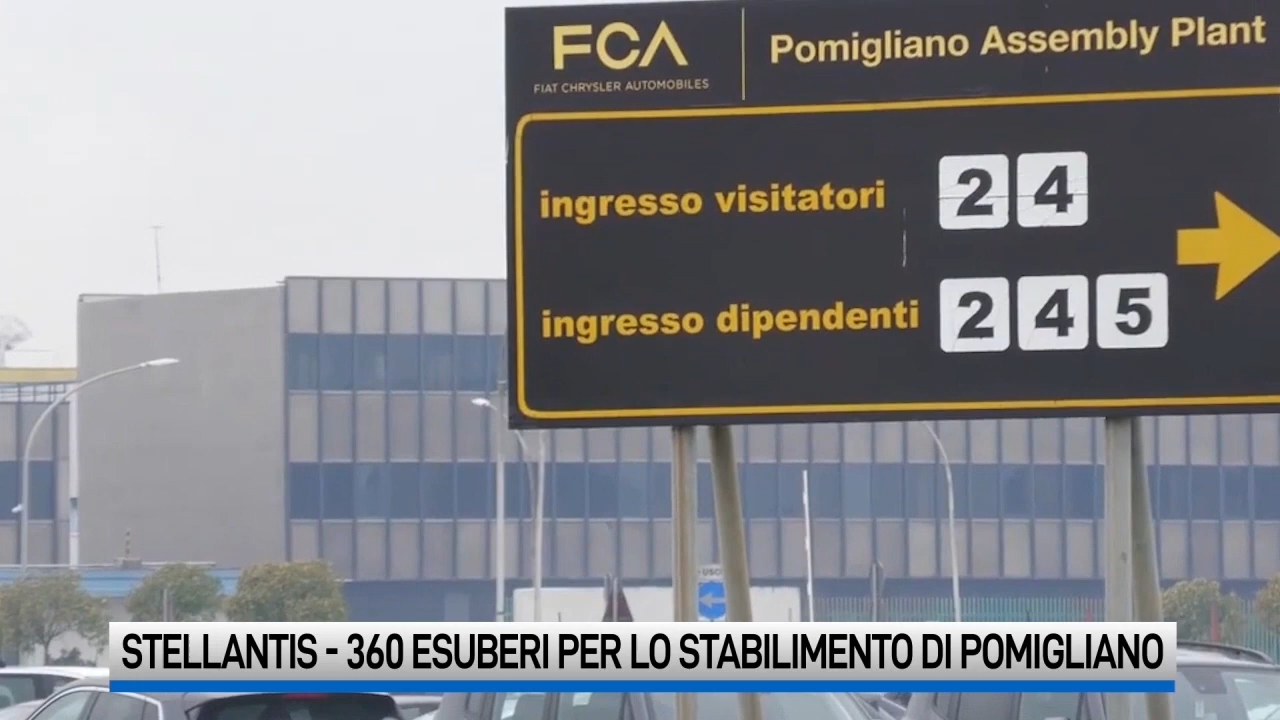 FCA
FIAT CHRYSLER AUTOMOBILES
Pomigliano Assembly Plant
ingresso visitatori 24
ingresso dipendenti 245
STELLANTIS - 360 ESUBERI PER LO STABILIMENTO DI POMIGLIANO